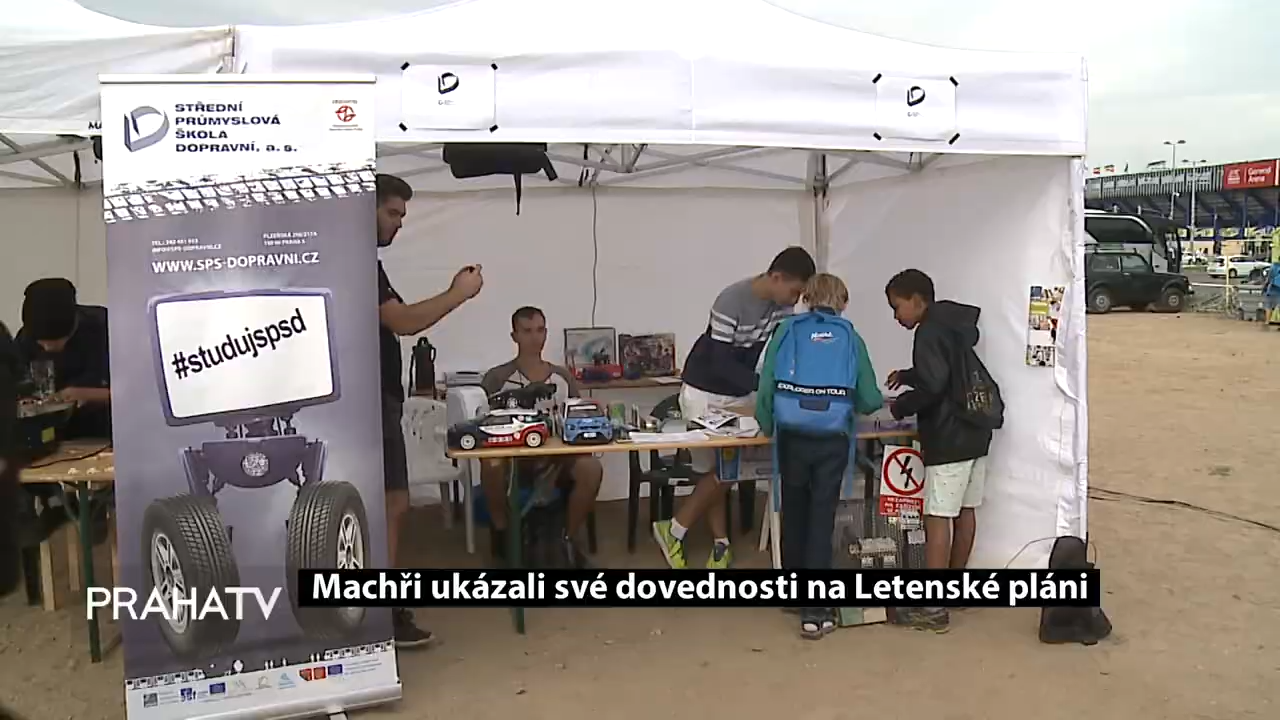 STŘEDNÍ
PRŮMYSLOVÁ
ŠKOLA
DOPRAVNÍ, a. s.
WWW.SPS-DOPRAVNI.CZ
#studujspsd
Generali
Arena
EXPLORER ON TOUR
PRAHATV
Machři ukázali své dovednosti na Letenské pláni